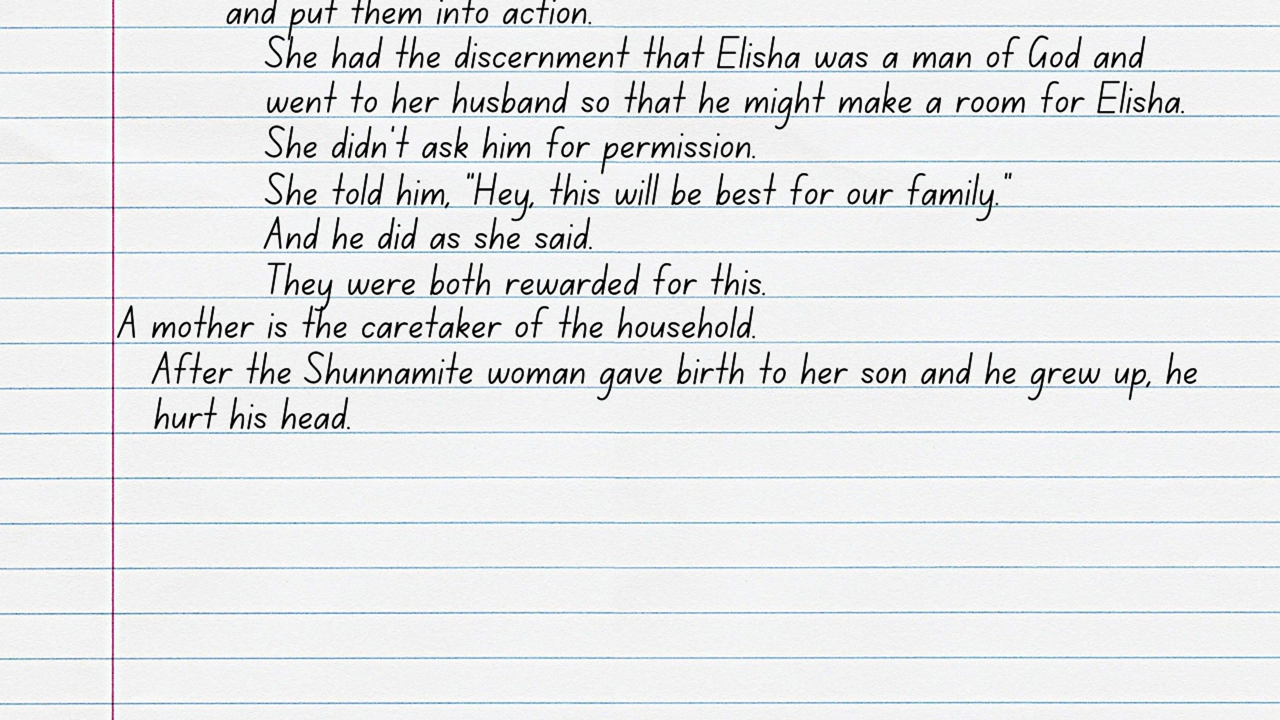 and put them into action.
She had the discernment that Elisha was a man of God and
went to her husband so that he might make a room for Elisha.
She didn't ask him for permission.
She told him, "Hey, this will be best for our family."
And he did as she said.
They were both rewarded for this.
A mother is the caretaker of the household.
After the Shunnamite woman gave birth to her son and he grew up, he
hurt his head.